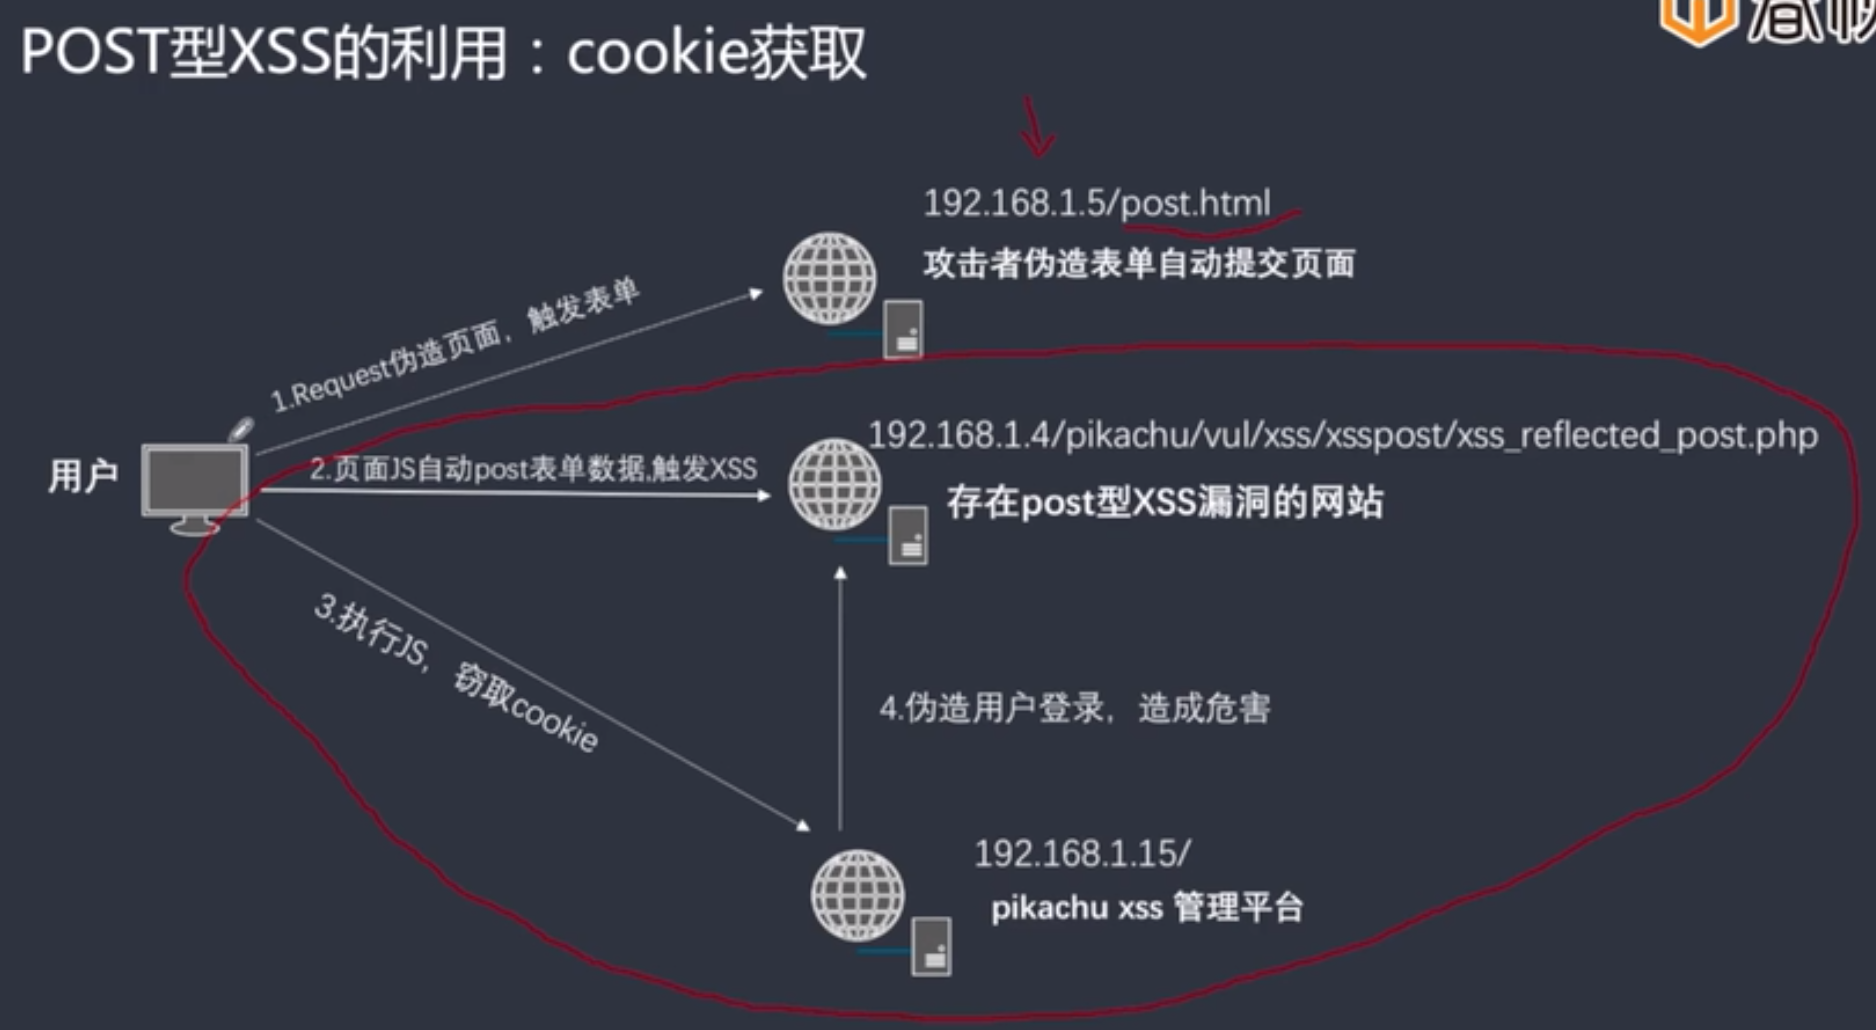 POST型XSS的利用：cookie获取
192.168.1.5/post.html
攻击者伪造表单自动提交页面
1.Request伪造页面，触发表单
192.168.1.4/pikachu/vul/xss/xsspost/xss_reflected_post.php
用户
2.页面JS自动post表单数据,触发XSS
存在post型XSS漏洞的网站
3.执行JS，窃取cookie
4.伪造用户登录，造成危害
192.168.1.15/
pikachu xss 管理平台